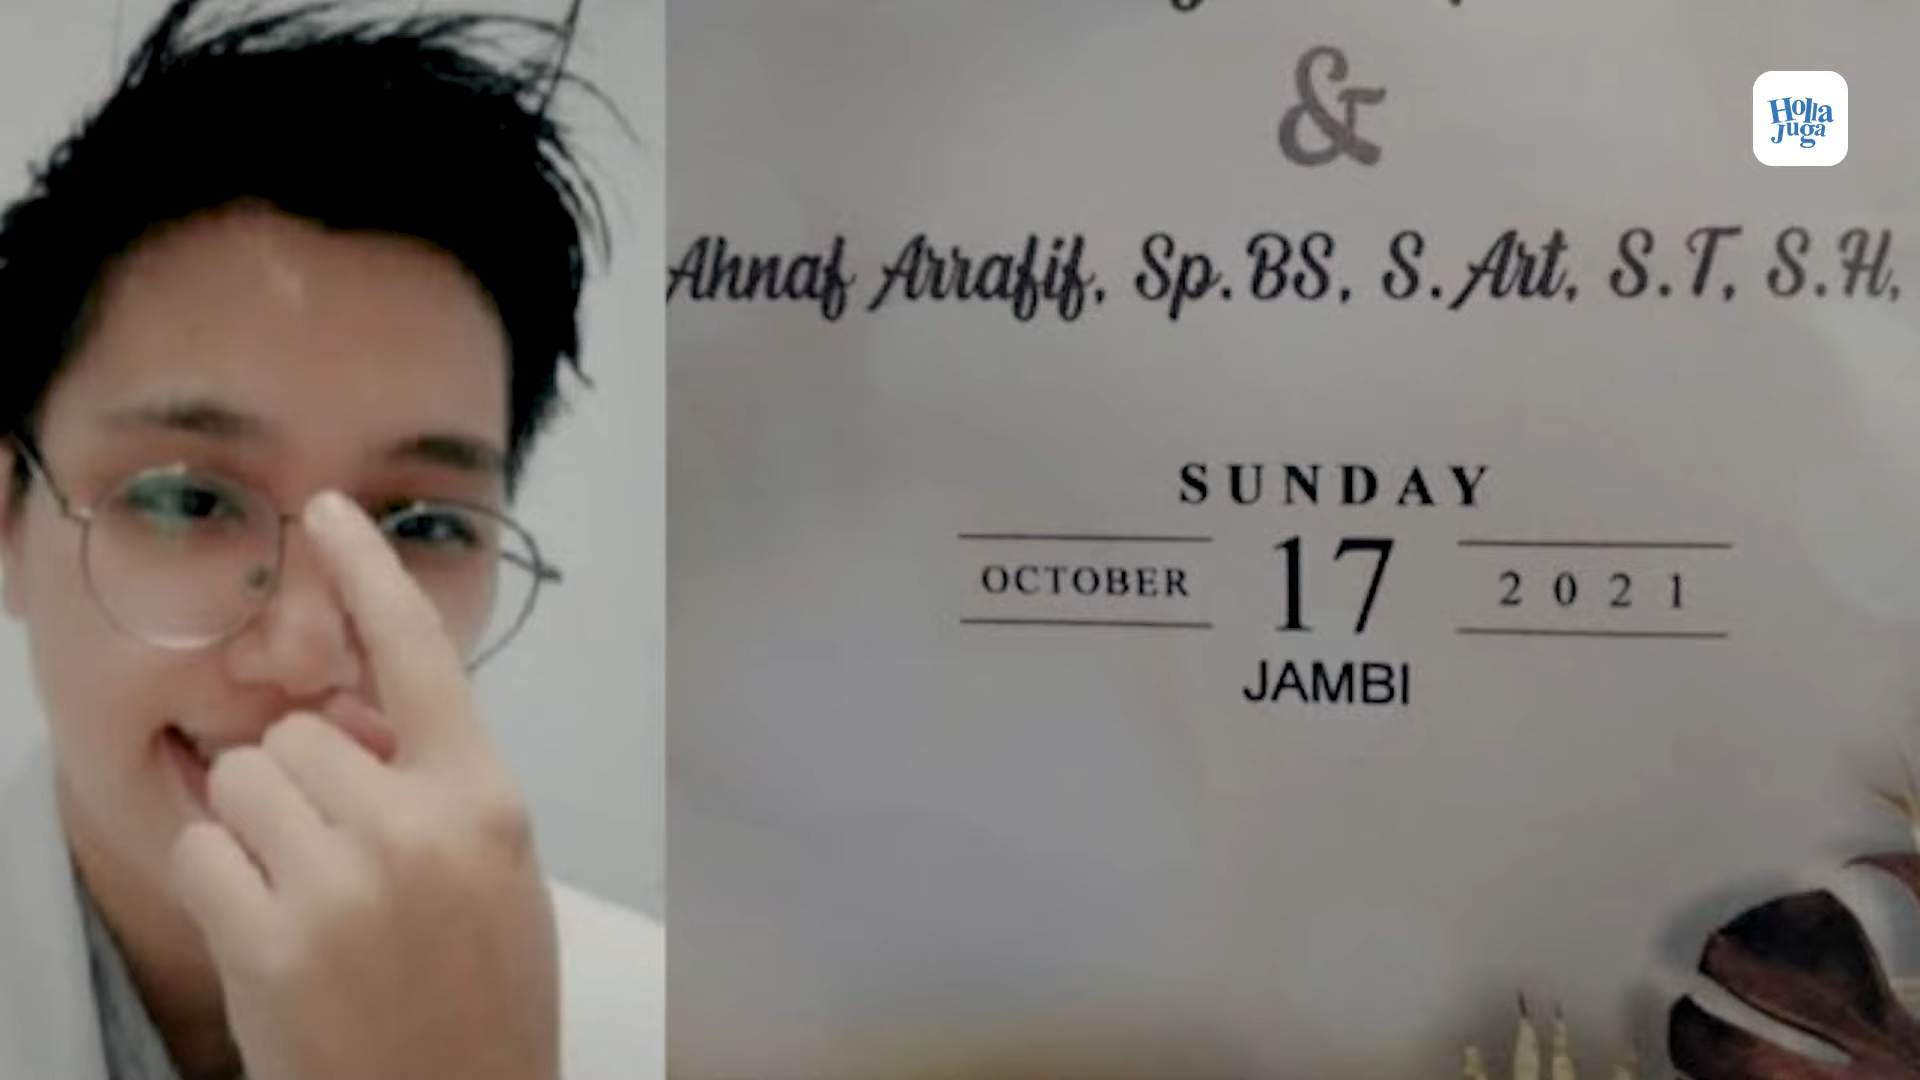 &
Holla
Juga
Ahnaf Arrafif, Sp.BS, S.Art, S.T, S.H,
SUNDAY
OCTOBER 17 2021
JAMBI